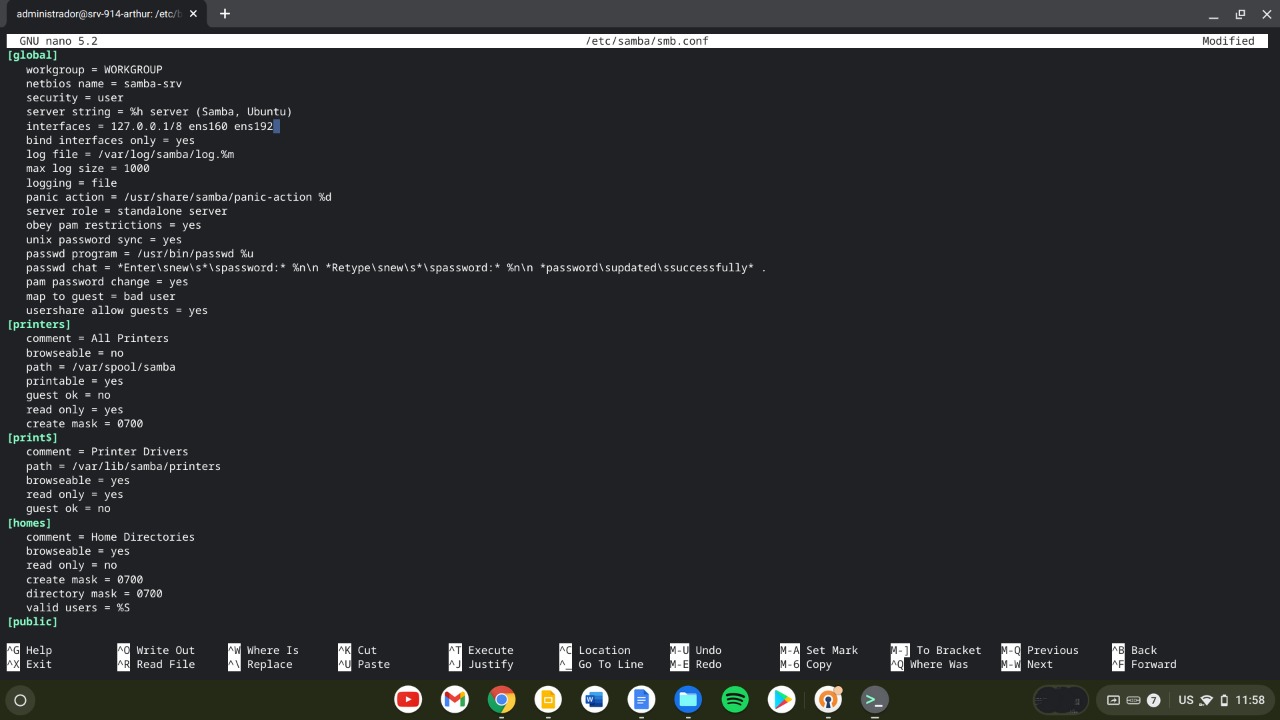 administrador@srv-914-arthur: /etc/
GNU nano 5.2 /etc/samba/smb.conf Modified
[global]
workgroup = WORKGROUP
netbios name = samba-srv
security = user
server string = %h server (Samba, Ubuntu)
interfaces = 127.0.0.1/8 ens160 ens192
bind interfaces only = yes
log file = /var/log/samba/log.%m
max log size = 1000
logging = file
panic action = /usr/share/samba/panic-action %d
server role = standalone server
obey pam restrictions = yes
unix password sync = yes
passwd program = /usr/bin/passwd %u
passwd chat = *Enter\snew\s*\spassword:* %n\n *Retype\snew\s*\spassword:* %n\n *password\supdated\ssuccessfully* .
pam password change = yes
map to guest = bad user
usershare allow guests = yes
[printers]
comment = All Printers
browseable = no
path = /var/spool/samba
printable = yes
guest ok = no
read only = yes
create mask = 0700
[print$]
comment = Printer Drivers
path = /var/lib/samba/printers
browseable = yes
read only = yes
guest ok = no
[homes]
comment = Home Directories
browseable = yes
read only = no
create mask = 0700
directory mask = 0700
valid users = %S
[public]
^G Help ^O Write Out ^W Where Is ^K Cut ^T Execute ^C Location M-U Undo M-A Set Mark M-] To Bracket M-Q Previous ^B Back
^X Exit ^R Read File ^\ Replace ^U Paste ^J Justify ^_ Go To Line M-E Redo M-6 Copy ^Q Where Was M-W Next ^F Forward
7 US 11:58